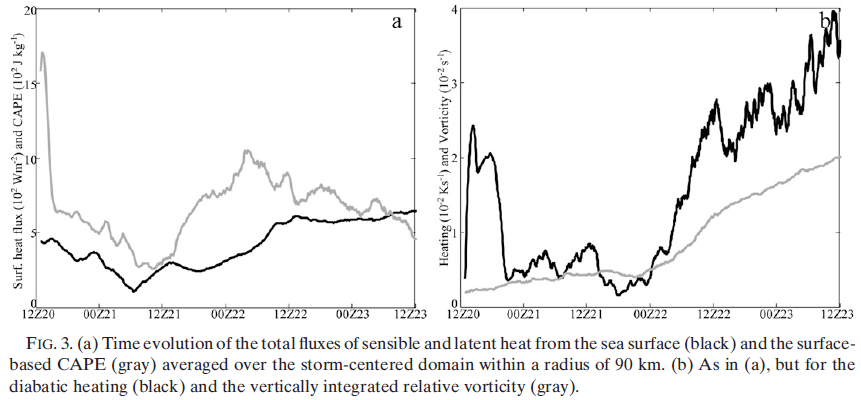 a
20
15
10
5
0
Surf. heat flux (10² Wm⁻²) and CAPE (10² J kg⁻¹)
12Z20 00Z21 12Z21 00Z22 12Z22 00Z23 12Z23
b
4
3
2
1
0
Heating (10⁻² Ks⁻¹) and Vorticity (10⁻² s⁻¹)
12Z20 00Z21 12Z21 00Z22 12Z22 00Z23 12Z23
FIG. 3. (a) Time evolution of the total fluxes of sensible and latent heat from the sea surface (black) and the surface-
based CAPE (gray) averaged over the storm-centered domain within a radius of 90 km. (b) As in (a), but for the
diabatic heating (black) and the vertically integrated relative vorticity (gray).